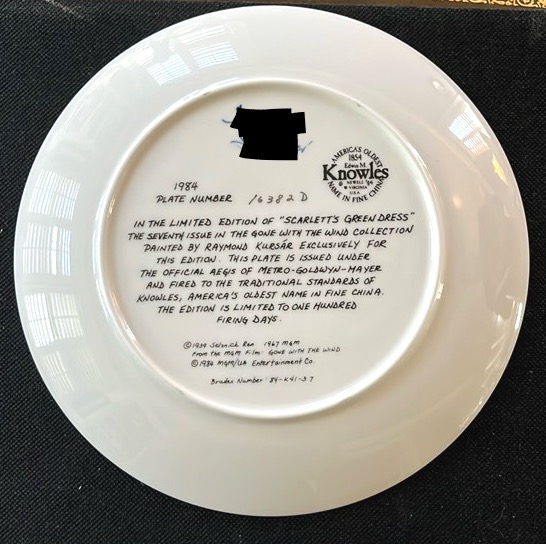 AMERICA'S OLDEST
1854
Edwin M.
Knowles
NEWELL
W. VIRGINIA
U.S.A.
NAME IN FINE CHINA
1984
PLATE NUMBER 16382 D
IN THE LIMITED EDITION OF "SCARLETT'S GREEN DRESS"
THE SEVENTH ISSUE IN THE GONE WITH THE WIND COLLECTION
PAINTED BY RAYMOND KURSÁR EXCLUSIVELY FOR
THIS EDITION. THIS PLATE IS ISSUED UNDER
THE OFFICIAL AEGIS OF METRO-GOLDWYN-MAYER
AND FIRED TO THE TRADITIONAL STANDARDS OF
KNOWLES, AMERICA'S OLDEST NAME IN FINE CHINA.
THE EDITION IS LIMITED TO ONE HUNDRED
FIRING DAYS.
© 1939 Selznick Ren 1967 MGM
from the MGM Film: GONE WITH THE WIND
MGM/UA Entertainment Co.
Bradex Number: 84-K41-3.7